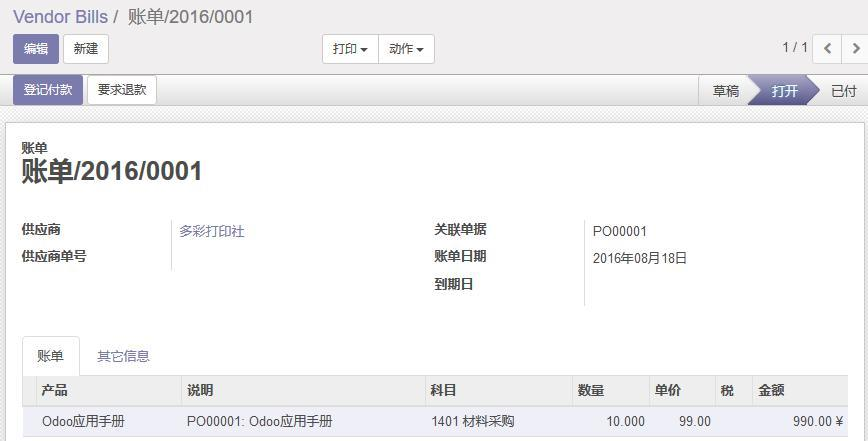 Vendor Bills / 账单/2016/0001
编辑 新建 打印 动作 1 / 1
登记付款 要求退款 草稿 打开 已付
账单
账单/2016/0001
供应商 多彩打印社 关联单据 PO00001
供应商单号 账单日期 2016年08月18日
到期日
账单 其它信息
产品 说明 科目 数量 单价 税 金额
Odoo应用手册 PO00001: Odoo应用手册 1401 材料采购 10.000 99.00 990.00 ¥